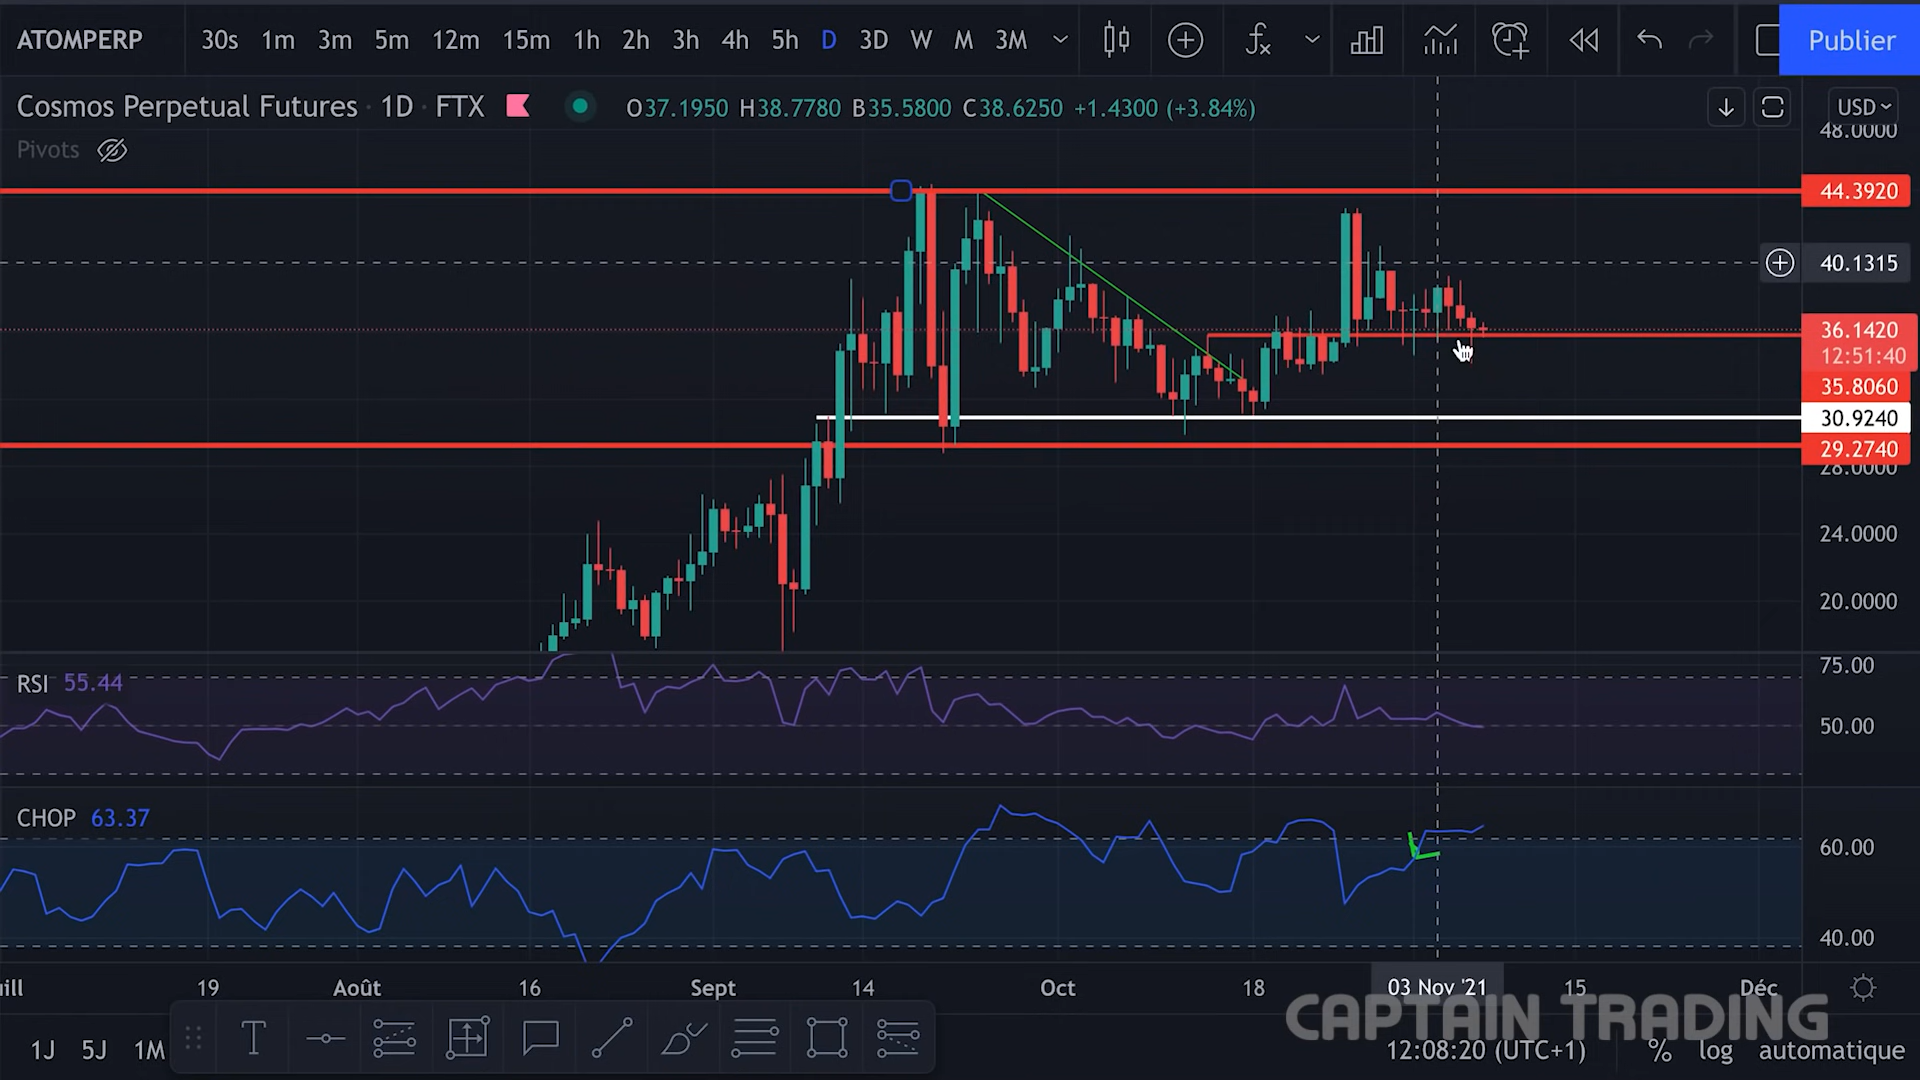 ATOMPERP 30s 1m 3m 5m 12m 15m 1h 2h 3h 4h 5h D 3D W M 3M Publier
Cosmos Perpetual Futures · 1D · FTX O37.1950 H38.7780 B35.5800 C38.6250 +1.4300 (+3.84%) USD
48.0000
Pivots
44.3920
40.1315
36.1420
12:51:40
35.8060
30.9240
29.2740
28.0000
24.0000
20.0000
RSI 55.44
75.00
50.00
CHOP 63.37
60.00
40.00
ill 19 Août 16 Sept 14 Oct 18 03 Nov '21 15 Déc
CAPTAIN TRADING
1J 5J 1M T 12:08:20 (UTC+1) % log automatique